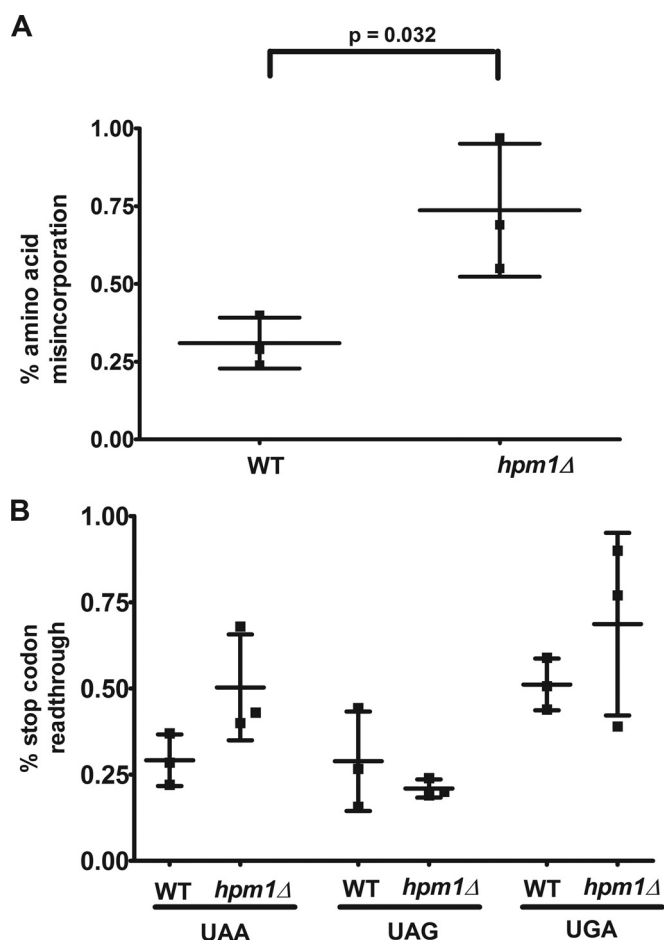 A
p = 0.032
% amino acid
misincorporation
1.00
0.75
0.50
0.25
0.00
WT hpm1Δ
B
% stop codon
readthrough
1.00
0.75
0.50
0.25
0.00
WT hpm1Δ WT hpm1Δ WT hpm1Δ
UAA UAG UGA